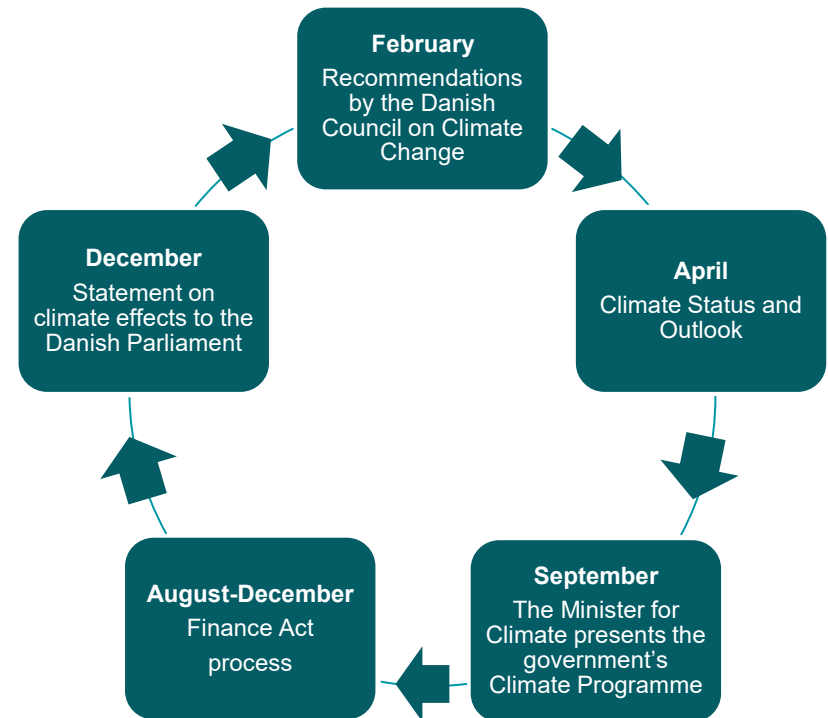 February
Recommendations
by the Danish
Council on Climate
Change
April
Climate Status and
Outlook
September
The Minister for
Climate presents the
government's
Climate Programme
August-December
Finance Act
process
December
Statement on
climate effects to the
Danish Parliament